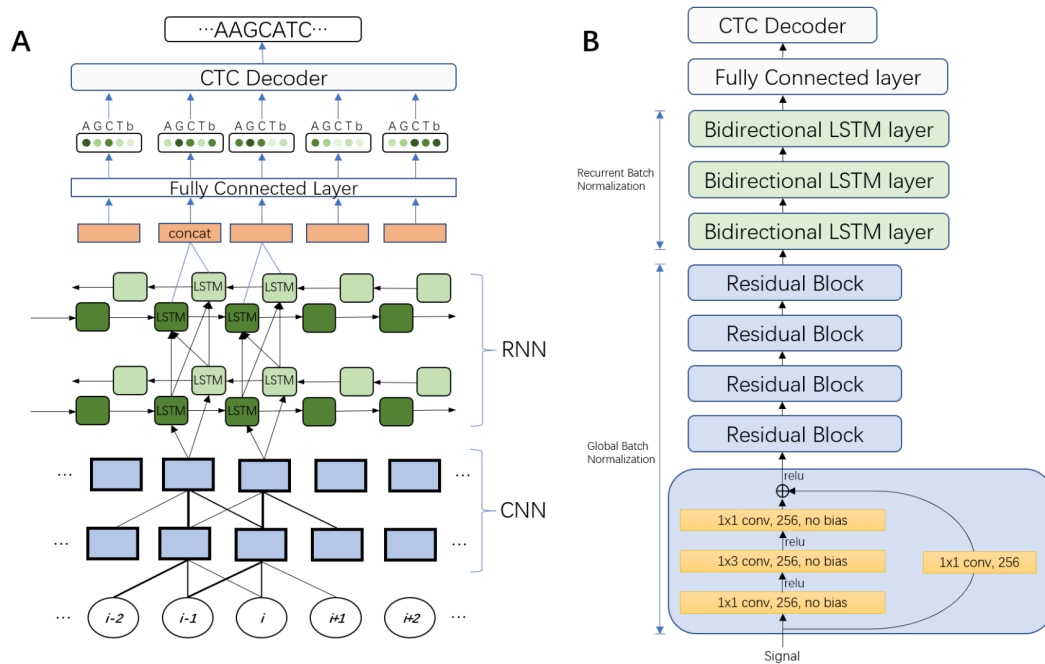 A
···AAGCATC···
CTC Decoder
A G C T b
A G C T b
A G C T b
A G C T b
A G C T b
Fully Connected Layer
concat
LSTM
LSTM
LSTM
LSTM
RNN
LSTM
LSTM
LSTM
LSTM
···
···
CNN
···
···
···
i-2
i-1
i
i+1
i+2
···
B
CTC Decoder
Fully Connected layer
Bidirectional LSTM layer
Recurrent Batch
Normalization
Bidirectional LSTM layer
Bidirectional LSTM layer
Residual Block
Residual Block
Residual Block
Residual Block
Global Batch
Normalization
relu
1x1 conv, 256, no bias
relu
1x3 conv, 256, no bias
1x1 conv, 256
relu
1x1 conv, 256, no bias
Signal